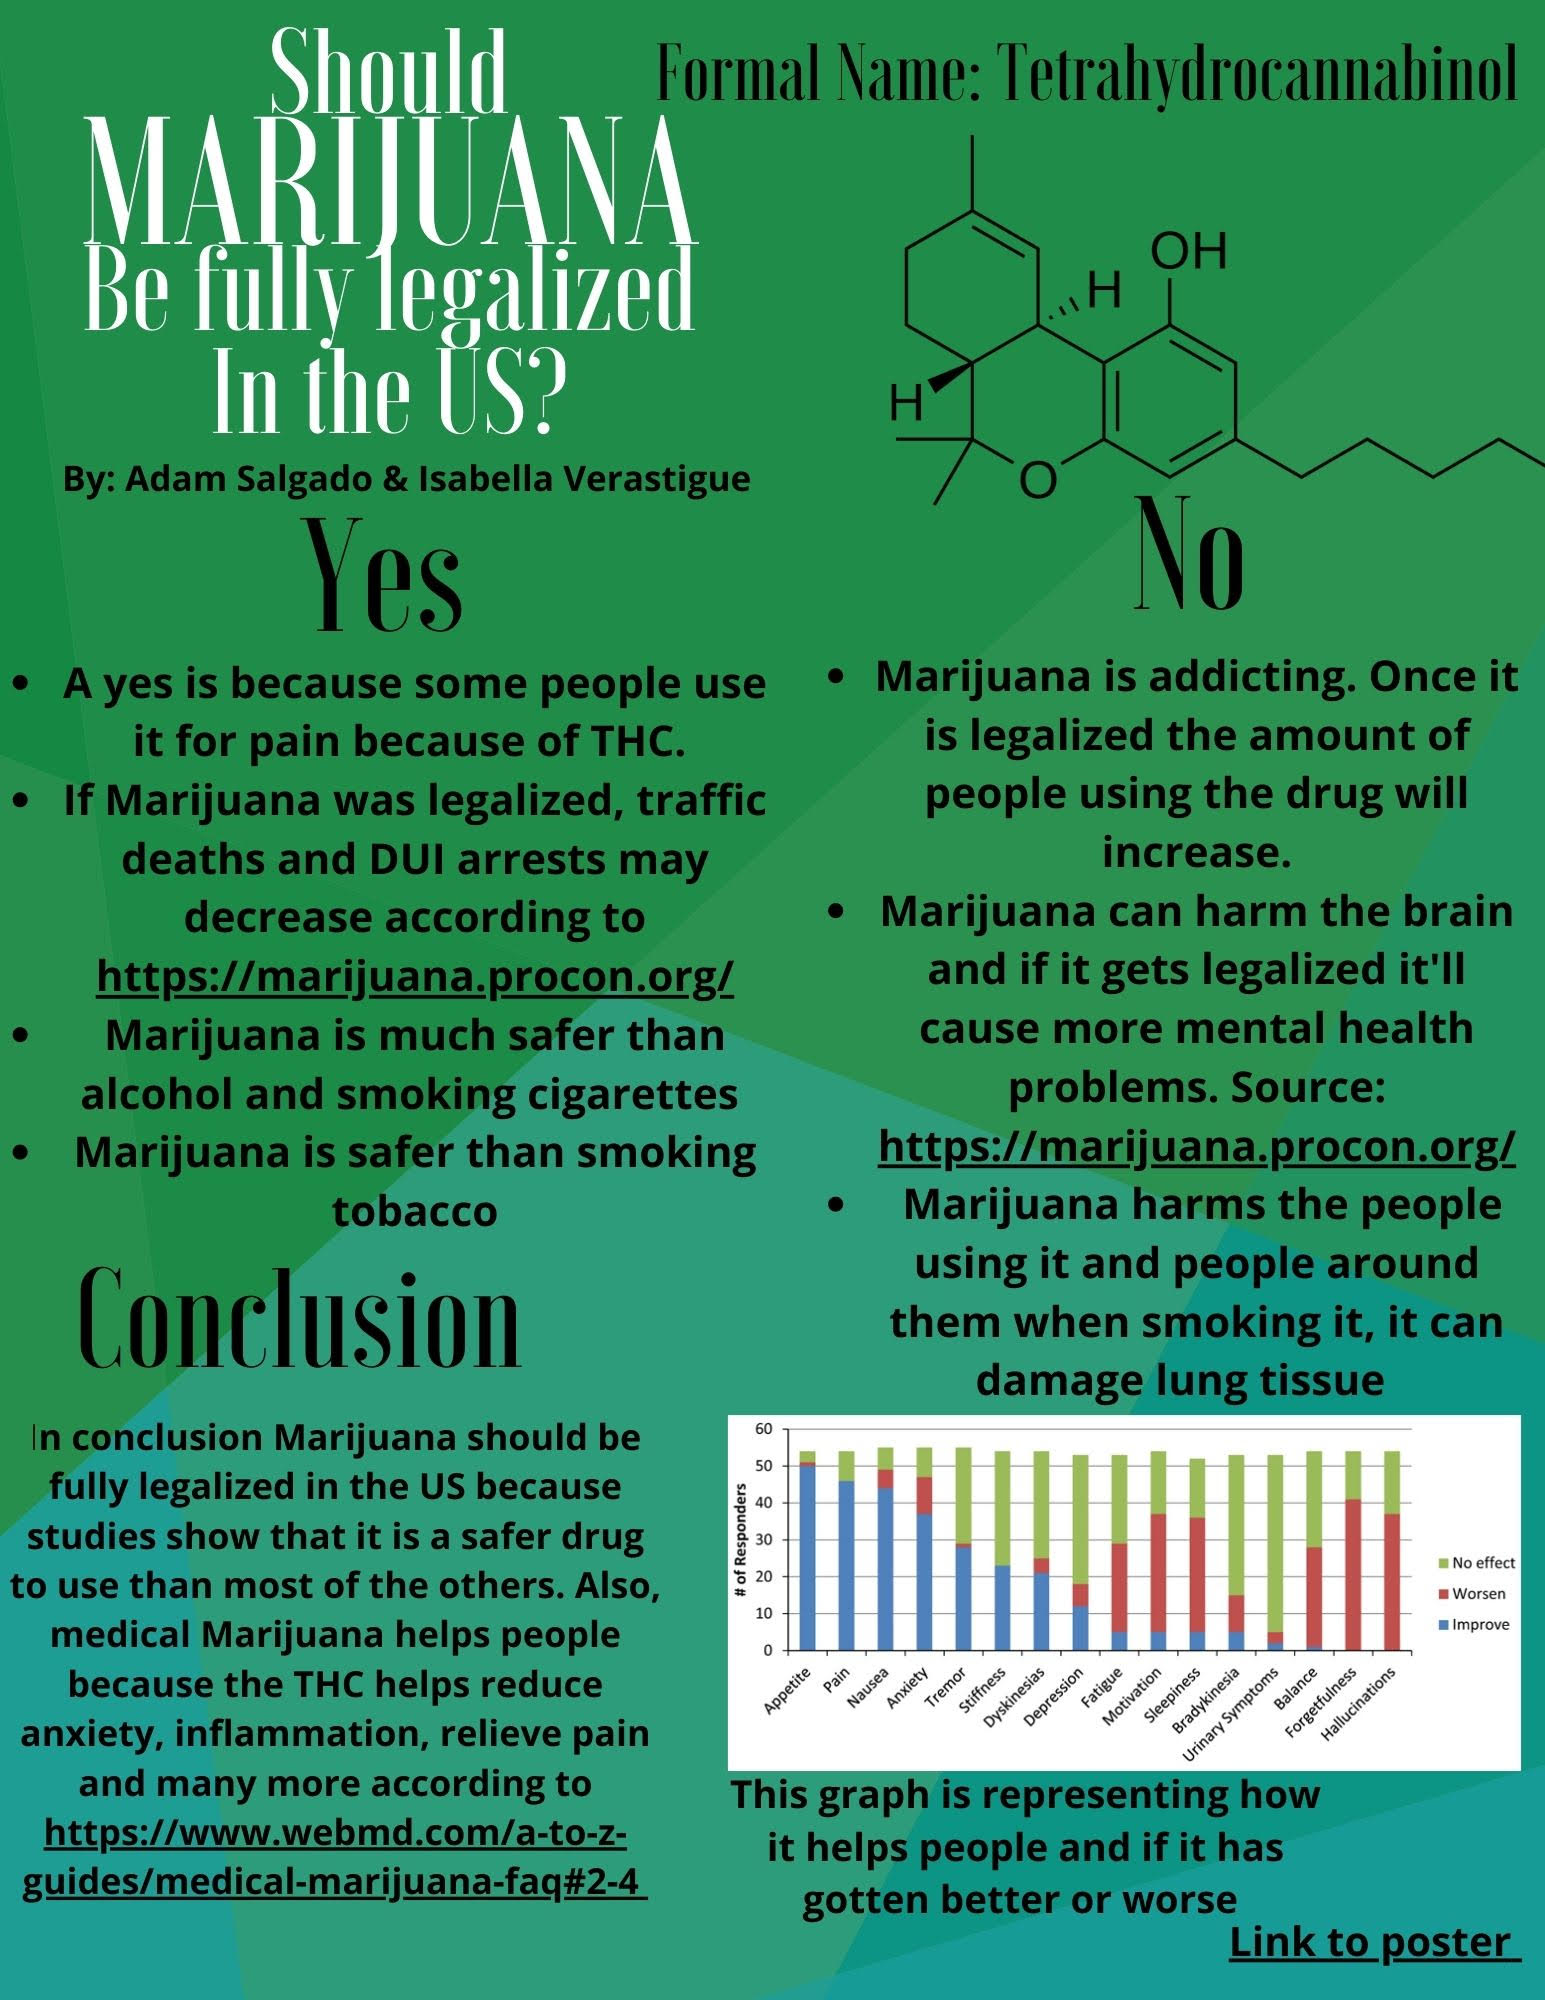 Should
MARIJUANA
Be fully legalized
In the US?
By: Adam Salgado & Isabella Verastigue
Formal Name: Tetrahydrocannabinol
OH
H
H
O
Yes
• A yes is because some people use
it for pain because of THC.
• If Marijuana was legalized, traffic
deaths and DUI arrests may
decrease according to
https://marijuana.procon.org/
• Marijuana is much safer than
alcohol and smoking cigarettes
• Marijuana is safer than smoking
tobacco
No
• Marijuana is addicting. Once it
is legalized the amount of
people using the drug will
increase.
• Marijuana can harm the brain
and if it gets legalized it'll
cause more mental health
problems. Source:
https://marijuana.procon.org/
• Marijuana harms the people
using it and people around
them when smoking it, it can
damage lung tissue
Conclusion
In conclusion Marijuana should be
fully legalized in the US because
studies show that it is a safer drug
to use than most of the others. Also,
medical Marijuana helps people
because the THC helps reduce
anxiety, inflammation, relieve pain
and many more according to
https://www.webmd.com/a-to-z-
guides/medical-marijuana-faq#2-4
# of Responders
60
50
40
30
20
10
0
Appetite
Pain
Nausea
Anxiety
Tremor
Stiffness
Dyskinesias
Depression
Fatigue
Motivation
Sleepiness
Bradykinesia
Urinary Symptoms
Balance
Forgetfulness
Hallucinations
No effect
Worsen
Improve
This graph is representing how
it helps people and if it has
gotten better or worse
Link to poster